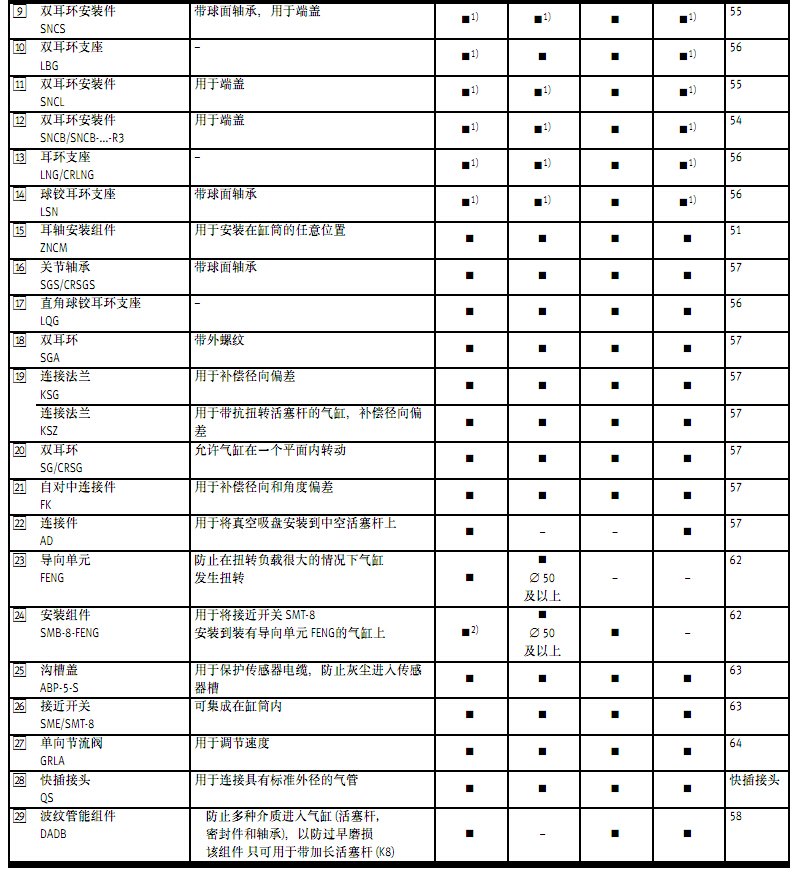 9 双耳环安装件 带球面轴承，用于端盖 ■1) ■1) ■ ■1) 55
SNCS
10 双耳环支座 – ■1) ■ ■ ■1) 56
LBG
11 双耳环安装件 用于端盖 ■1) ■1) ■ ■1) 55
SNCL
12 双耳环安装件 用于端盖 ■1) ■1) ■ ■1) 54
SNCB/SNCB-...-R3
13 耳环支座 – ■1) ■1) ■ ■1) 56
LNG/CRLNG
14 球铰耳环支座 带球面轴承 ■1) ■1) ■ ■1) 56
LSN
15 耳轴安装组件 用于安装在缸筒的任意位置 ■ ■ ■ ■ 51
ZNCM
16 关节轴承 带球面轴承 ■ ■ ■ ■ 57
SGS/CRSGS
17 直角球铰耳环支座 – ■ ■ ■ ■ 56
LQG
18 双耳环 带外螺纹 ■ ■ ■ ■ 57
SGA
19 连接法兰 用于补偿径向偏差 ■ ■ ■ ■ 57
KSG
连接法兰 用于带抗扭转活塞杆的气缸，补偿径向偏 ■ ■ ■ ■ 57
KSZ 差
20 双耳环 允许气缸在一个平面内转动 ■ ■ ■ ■ 57
SG/CRSG
21 自对中连接件 用于补偿径向和角度偏差 ■ ■ ■ ■ 57
FK
22 连接件 用于将真空吸盘安装到中空活塞杆上 ■ – – ■ 57
AD
23 导向单元 防止在扭转负载很大的情况下气缸 ■ 62
FENG 发生扭转 ■ ∅ 50 – –
及以上
24 安装组件 用于将接近开关 SMT-8 ■ 62
SMB-8-FENG 安装到装有导向单元 FENG的气缸上 ■2) ∅ 50 ■ –
及以上
25 沟槽盖 用于保护传感器电缆，防止灰尘进入传感 ■ ■ ■ ■ 63
ABP-5-S 器槽
26 接近开关 可集成在缸筒内 ■ ■ ■ ■ 63
SME/SMT-8
27 单向节流阀 用于调节速度 ■ ■ ■ ■ 64
GRLA
28 快插接头 用于连接具有标准外径的气管 ■ ■ ■ ■ 快插接头
QS
29 波纹管能组件 防止多种介质进入气缸 (活塞杆， 58
DADB 密封件和轴承)，以防过早磨损 ■ – ■ ■
该组件 只可用于带加长活塞杆 (K8)